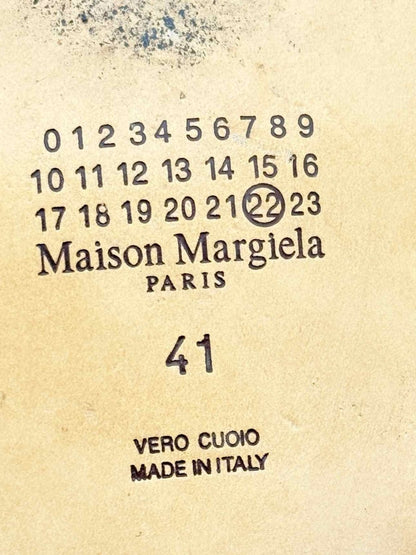 0 1 2 3 4 5 6 7 8 9
10 11 12 13 14 15 16
17 18 19 20 21 22 23
Maison Margiela
PARIS
41
VERO CUOIO
MADE IN ITALY